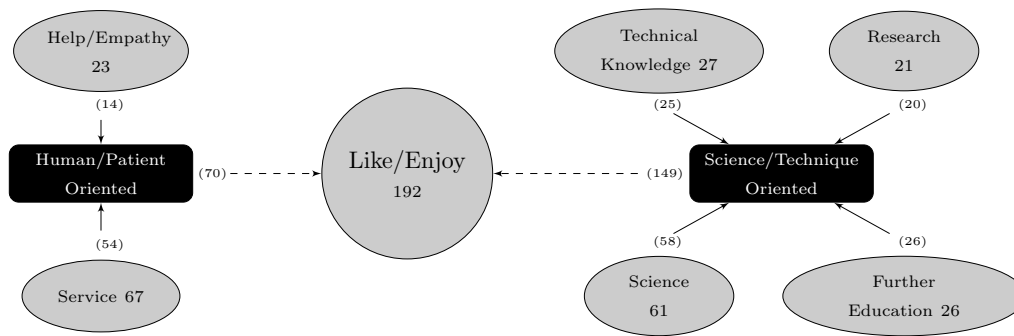 Help/Empathy
23
(14)
Human/Patient
Oriented
(70)
(54)
Service 67
Like/Enjoy
192
Technical
Knowledge 27
(25)
Research
21
(20)
(149)
Science/Technique
Oriented
(58)
Science
61
(26)
Further
Education 26